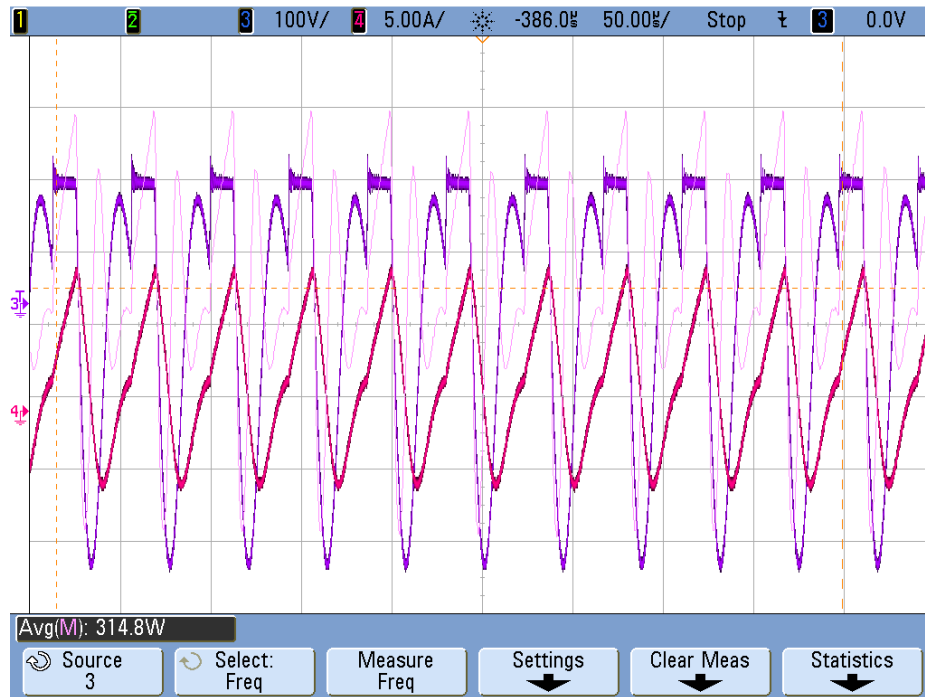 1 2 3 100V/ 4 5.00A/ -386.0µs 50.00µs/ Stop 3 0.0V
3
4
Avg(M): 314.8W
Source Select: Measure Settings Clear Meas Statistics
3 Freq Freq